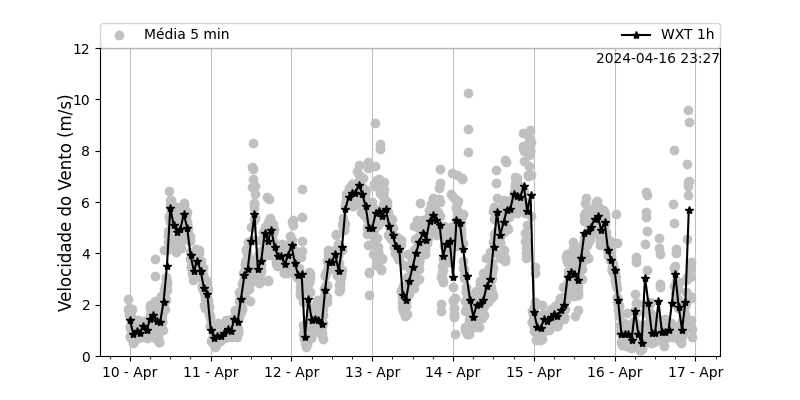 Média 5 min
WXT 1h
2024-04-16 23:27
Velocidade do Vento (m/s)
12
10
8
6
4
2
0
10 - Apr
11 - Apr
12 - Apr
13 - Apr
14 - Apr
15 - Apr
16 - Apr
17 - Apr